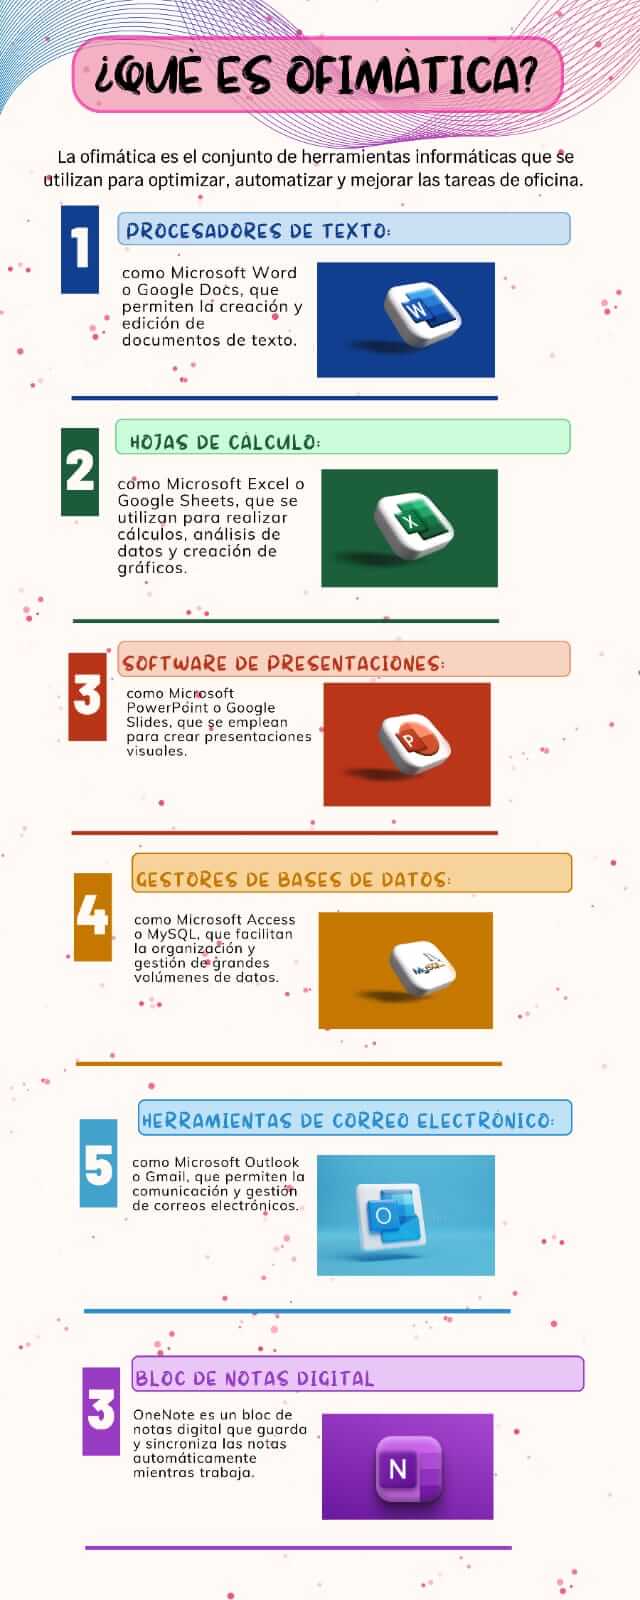 ¿QUÈ ES OFIMÀTICA?
La ofimática es el conjunto de herramientas informáticas que se
utilizan para optimizar, automatizar y mejorar las tareas de oficina.
1
PROCESADORES DE TEXTO:
como Microsoft Word
o Google Docs, que
permiten la creación y
edición de
documentos de texto.
W
2
HOJAS DE CÁLCULO:
como Microsoft Excel o
Google Sheets, que se
utilizan para realizar
cálculos, análisis de
datos y creación de
gráficos.
X
3
SOFTWARE DE PRESENTACIONES:
como Microsoft
PowerPoint o Google
Slides, que se emplean
para crear presentaciones
visuales.
P
4
GESTORES DE BASES DE DATOS:
como Microsoft Access
o MySQL, que facilitan
la organización y
gestión de grandes
volúmenes de datos.
MySQL
5
HERRAMIENTAS DE CORREO ELECTRÓNICO:
como Microsoft Outlook
o Gmail, que permiten la
comunicación y gestión
de correos electrónicos.
O
3
BLOC DE NOTAS DIGITAL
OneNote es un bloc de
notas digital que guarda
y sincroniza las notas
automáticamente
mientras trabaja.
N